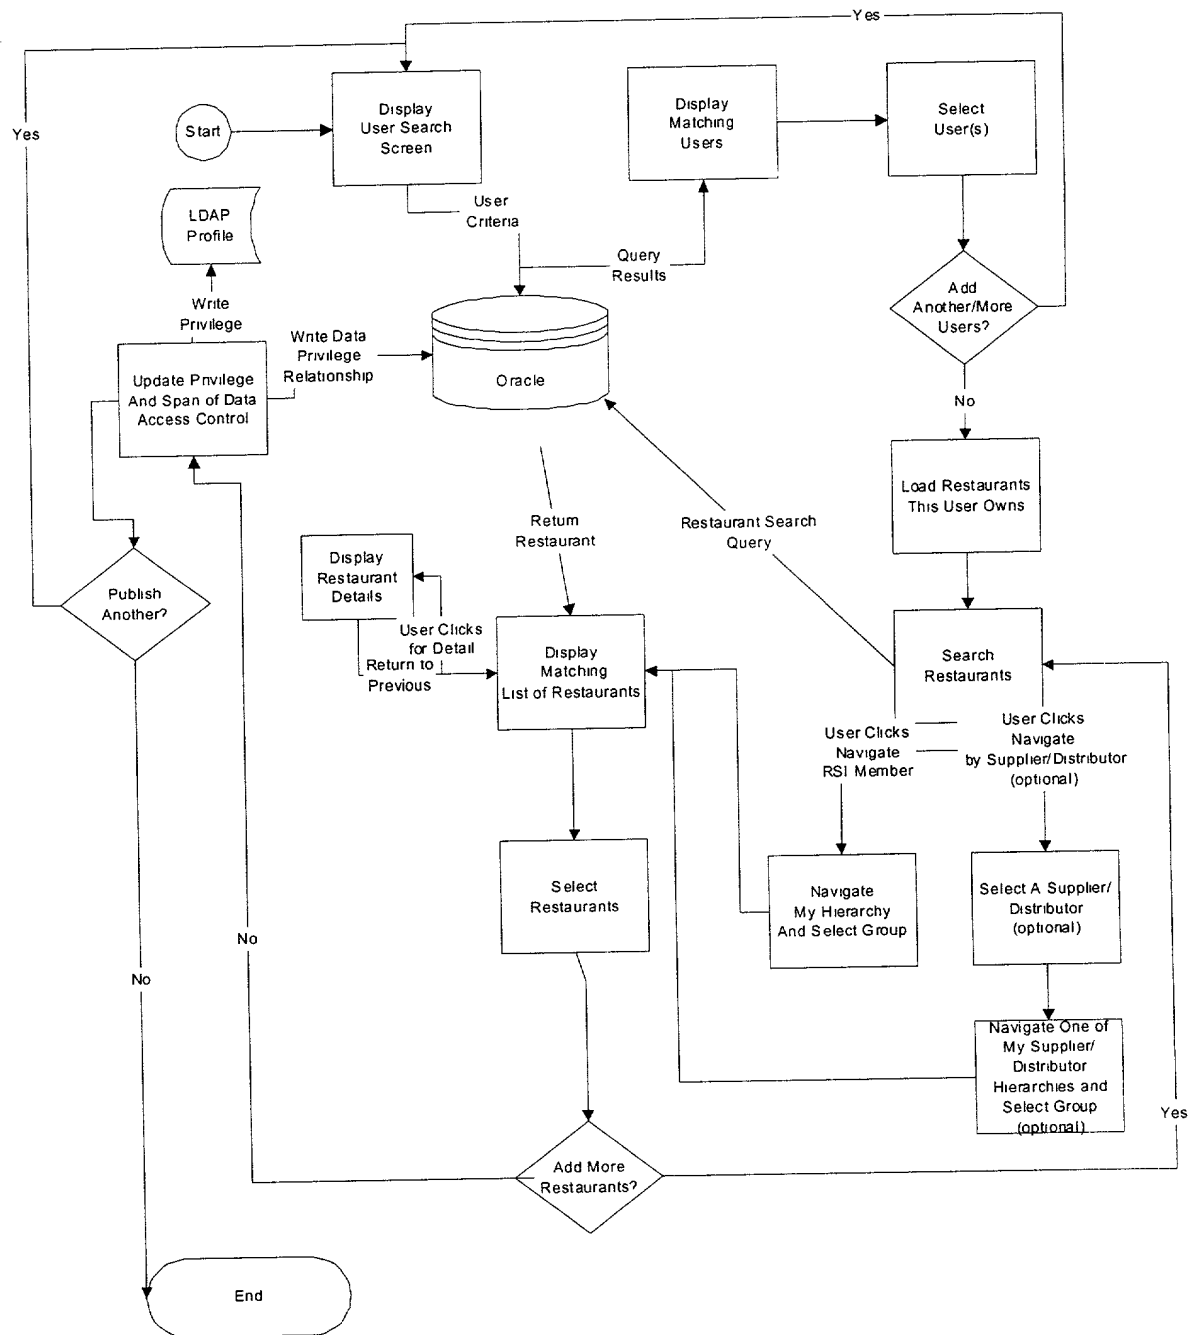 Yes
Yes
Start
Display
User Search
Screen
Display
Matching
Users
Select
User(s)
User
Criteria
LDAP
Profile
Query
Results
Add
Another/More
Users?
Write
Privilege
Write Data
Privilege
Relationship
Update Privilege
And Span of Data
Access Control
Oracle
No
Load Restaurants
This User Owns
Return
Restaurant
Restaurant Search
Query
Display
Restaurant
Details
Publish
Another?
User Clicks
for Detail
Return to
Previous
Display
Matching
List of Restaurants
Search
Restaurants
User Clicks
Navigate
RSI Member
User Clicks
Navigate
by Supplier/Distributor
(optional)
Select
Restaurants
Navigate
My Hierarchy
And Select Group
Select A Supplier/
Distributor
(optional)
No
No
Navigate One of
My Supplier/
Distributor
Hierarchies and
Select Group
(optional)
Yes
Add More
Restaurants?
End